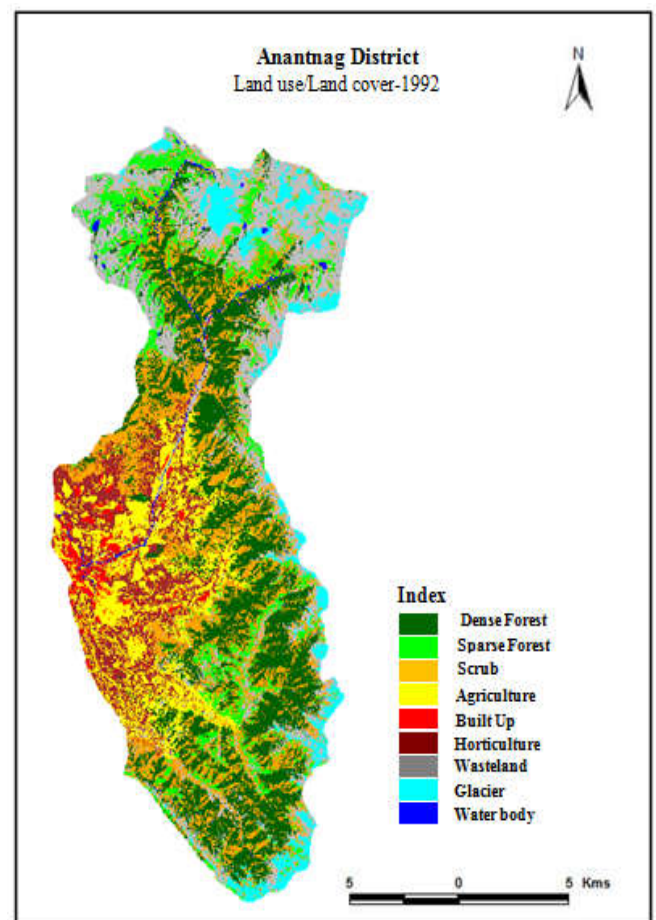 Anantnag District
Land use/Land cover-1992
N
Index
Dense Forest
Sparse Forest
Scrub
Agriculture
Built Up
Horticulture
Wasteland
Glacier
Water body
5 0 5 Kms